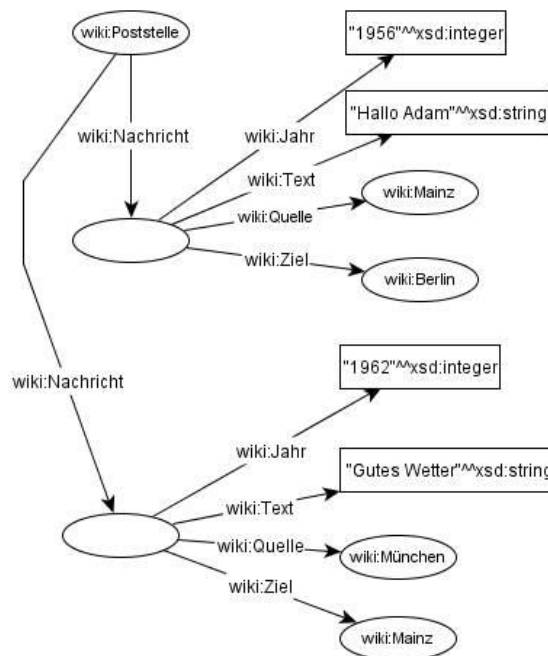 wiki:Poststelle
"1956"^^xsd:integer
"Hallo Adam"^^xsd:string
wiki:Nachricht
wiki:Jahr
wiki:Text
wiki:Mainz
wiki:Quelle
wiki:Ziel
wiki:Berlin
"1962"^^xsd:integer
wiki:Nachricht
wiki:Jahr
"Gutes Wetter"^^xsd:string
wiki:Text
wiki:Quelle
wiki:München
wiki:Ziel
wiki:Mainz